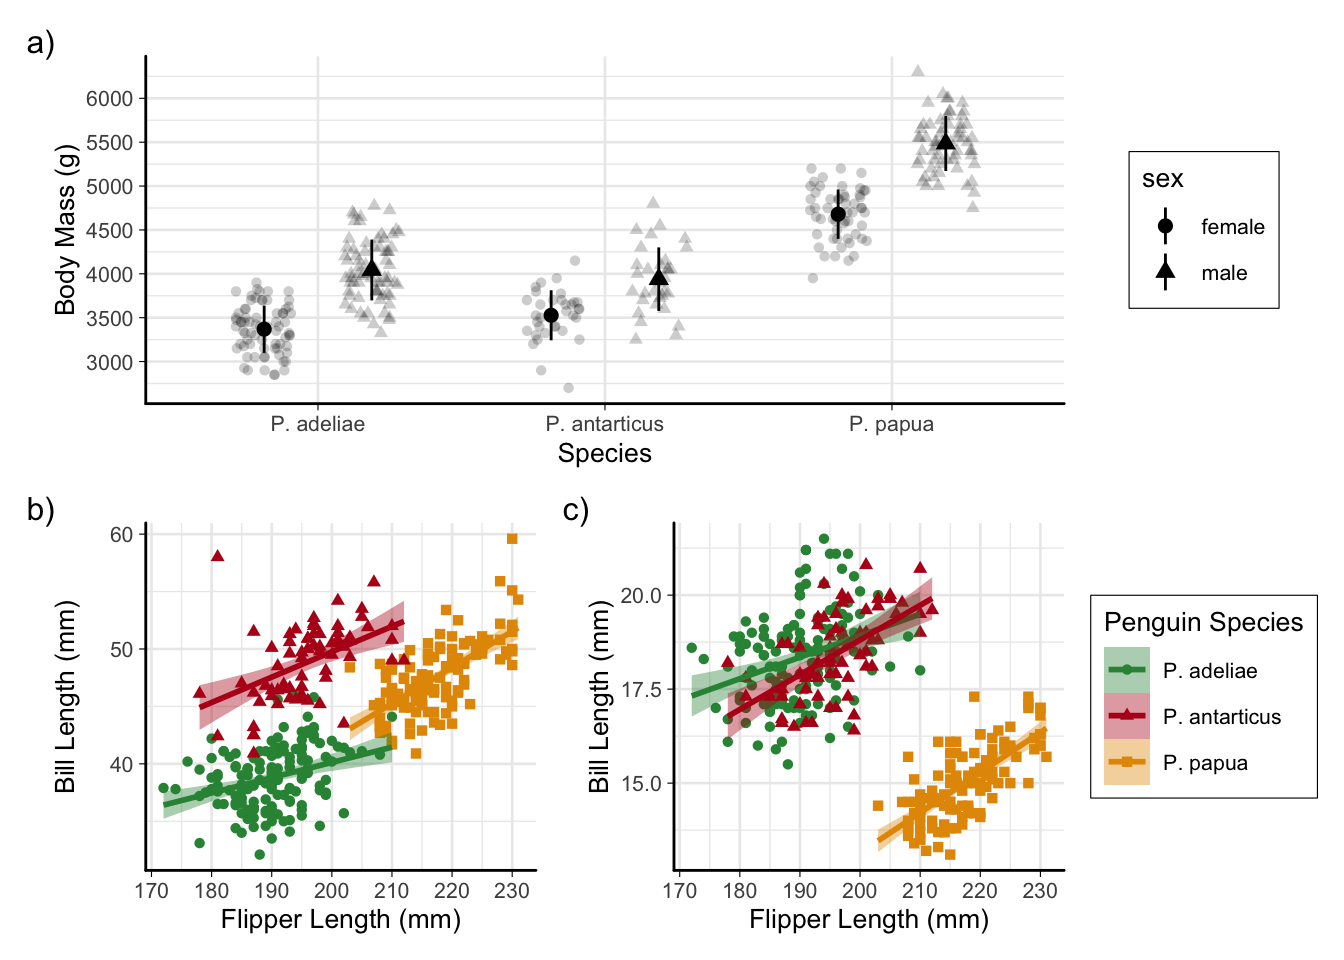 a)
6000
5500
5000
4500
4000
3500
3000
Body Mass (g)
P. adeliae
P. antarticus
P. papua
Species
sex
female
male
b)
60
50
40
Bill Length (mm)
170 180 190 200 210 220 230
Flipper Length (mm)
c)
20.0
17.5
15.0
Bill Length (mm)
170 180 190 200 210 220 230
Flipper Length (mm)
Penguin Species
P. adeliae
P. antarticus
P. papua